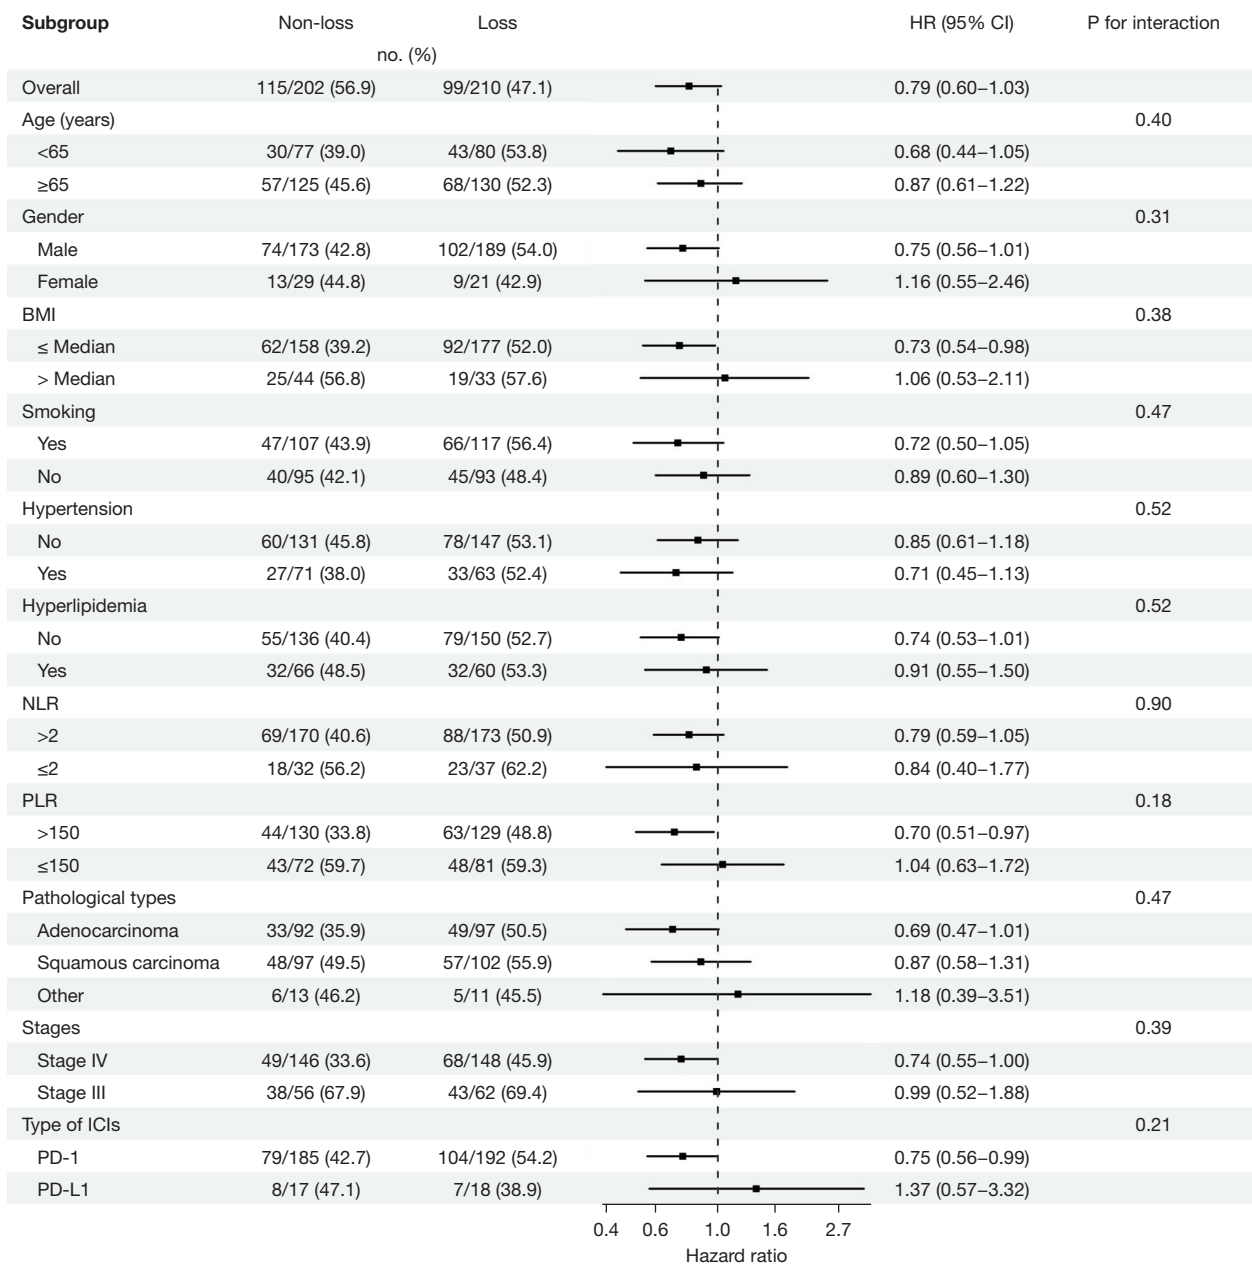 Subgroup Non-loss Loss HR (95% CI) P for interaction
no. (%)
Overall 115/202 (56.9) 99/210 (47.1) 0.79 (0.60–1.03)
Age (years) 0.40
<65 30/77 (39.0) 43/80 (53.8) 0.68 (0.44–1.05)
≥65 57/125 (45.6) 68/130 (52.3) 0.87 (0.61–1.22)
Gender 0.31
Male 74/173 (42.8) 102/189 (54.0) 0.75 (0.56–1.01)
Female 13/29 (44.8) 9/21 (42.9) 1.16 (0.55–2.46)
BMI 0.38
≤ Median 62/158 (39.2) 92/177 (52.0) 0.73 (0.54–0.98)
> Median 25/44 (56.8) 19/33 (57.6) 1.06 (0.53–2.11)
Smoking 0.47
Yes 47/107 (43.9) 66/117 (56.4) 0.72 (0.50–1.05)
No 40/95 (42.1) 45/93 (48.4) 0.89 (0.60–1.30)
Hypertension 0.52
No 60/131 (45.8) 78/147 (53.1) 0.85 (0.61–1.18)
Yes 27/71 (38.0) 33/63 (52.4) 0.71 (0.45–1.13)
Hyperlipidemia 0.52
No 55/136 (40.4) 79/150 (52.7) 0.74 (0.53–1.01)
Yes 32/66 (48.5) 32/60 (53.3) 0.91 (0.55–1.50)
NLR 0.90
>2 69/170 (40.6) 88/173 (50.9) 0.79 (0.59–1.05)
≤2 18/32 (56.2) 23/37 (62.2) 0.84 (0.40–1.77)
PLR 0.18
>150 44/130 (33.8) 63/129 (48.8) 0.70 (0.51–0.97)
≤150 43/72 (59.7) 48/81 (59.3) 1.04 (0.63–1.72)
Pathological types 0.47
Adenocarcinoma 33/92 (35.9) 49/97 (50.5) 0.69 (0.47–1.01)
Squamous carcinoma 48/97 (49.5) 57/102 (55.9) 0.87 (0.58–1.31)
Other 6/13 (46.2) 5/11 (45.5) 1.18 (0.39–3.51)
Stages 0.39
Stage IV 49/146 (33.6) 68/148 (45.9) 0.74 (0.55–1.00)
Stage III 38/56 (67.9) 43/62 (69.4) 0.99 (0.52–1.88)
Type of ICIs 0.21
PD-1 79/185 (42.7) 104/192 (54.2) 0.75 (0.56–0.99)
PD-L1 8/17 (47.1) 7/18 (38.9) 1.37 (0.57–3.32)
0.4 0.6 1.0 1.6 2.7
Hazard ratio